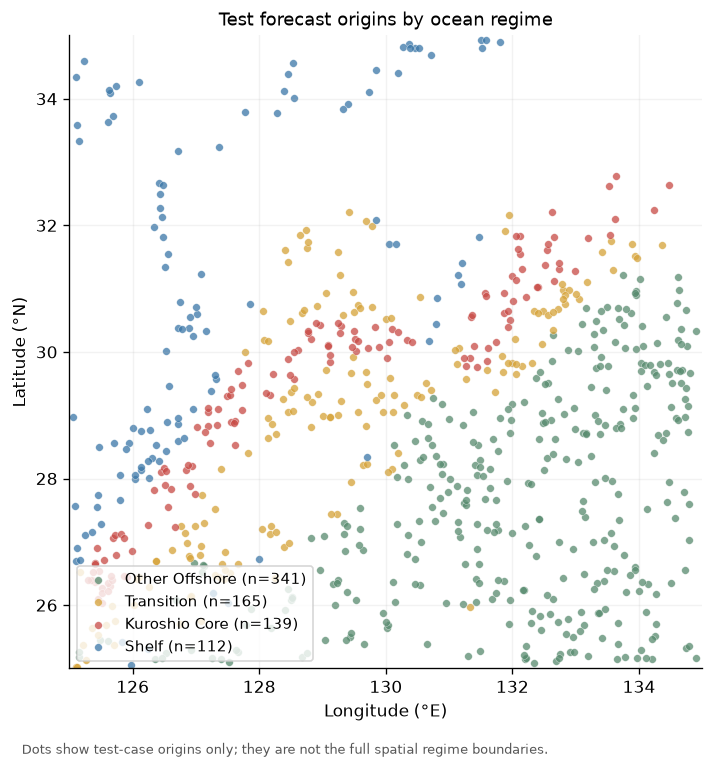 Test forecast origins by ocean regime
34
32
30
28
26
Latitude (°N)
Other Offshore (n=341)
Transition (n=165)
Kuroshio Core (n=139)
Shelf (n=112)
126 128 130 132 134
Longitude (°E)
Dots show test-case origins only; they are not the full spatial regime boundaries.